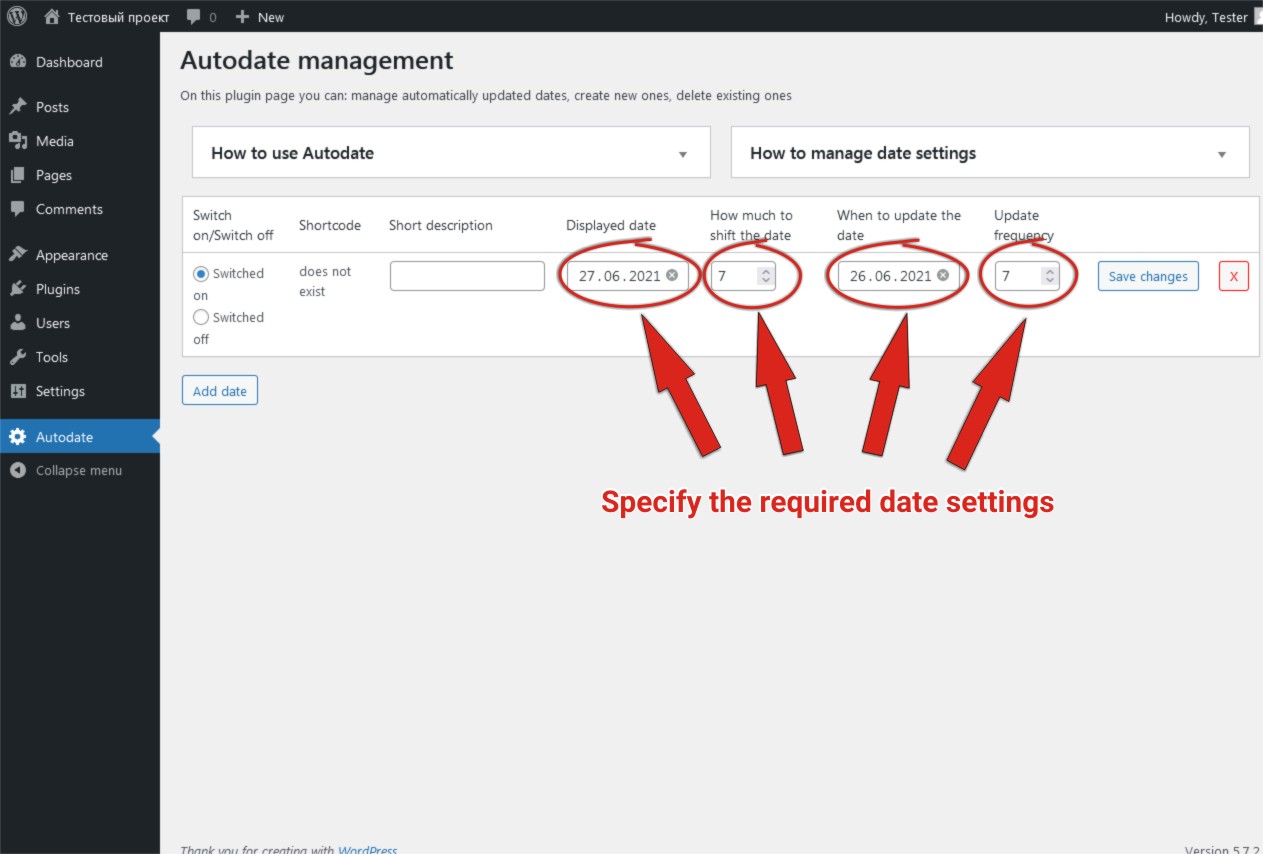 Тестовый проект 0 New Howdy, Tester
Dashboard
Posts
Media
Pages
Comments
Appearance
Plugins
Users
Tools
Settings
Autodate
Collapse menu
Autodate management
On this plugin page you can: manage automatically updated dates, create new ones, delete existing ones
How to use Autodate
How to manage date settings
Switch
on/Switch off
Shortcode
Short description
Displayed date
How much to
shift the date
When to update the
date
Update
frequency
Switched
on
Switched
off
does not
exist
27.06.2021
7
26.06.2021
7
Save changes
X
Add date
Specify the required date settings
Thank you for creating with WordPress
Version 5.7.2